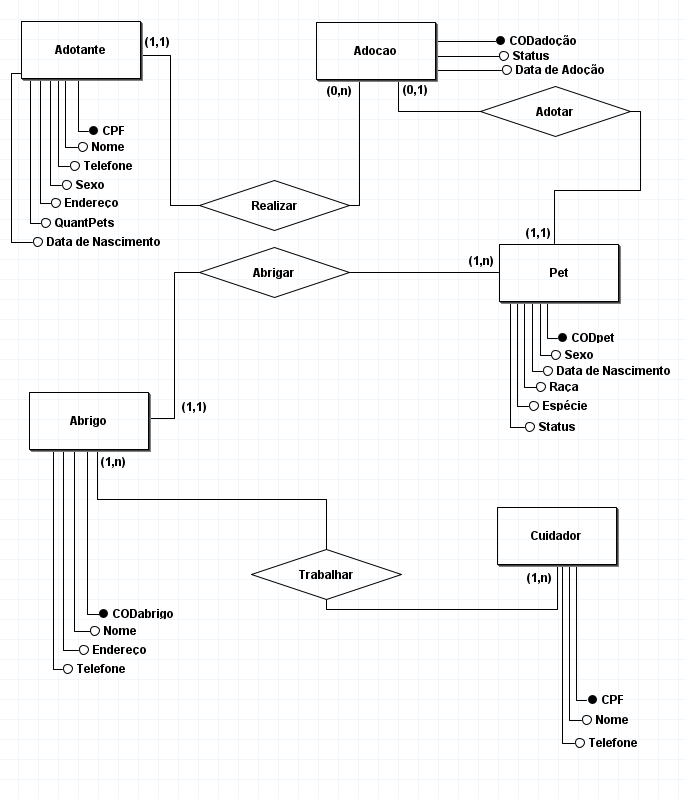 Adotante
(1,1)
CPF
Nome
Telefone
Sexo
Endereço
QuantPets
Data de Nascimento
Adocao
CODadoção
Status
Data de Adoção
(0,n)
(0,1)
Adotar
Realizar
Abrigar
(1,1)
(1,n)
Pet
CODpet
Sexo
Data de Nascimento
Raça
Espécie
Status
(1,1)
Abrigo
(1,n)
CODabrigo
Nome
Endereço
Telefone
Trabalhar
Cuidador
(1,n)
CPF
Nome
Telefone